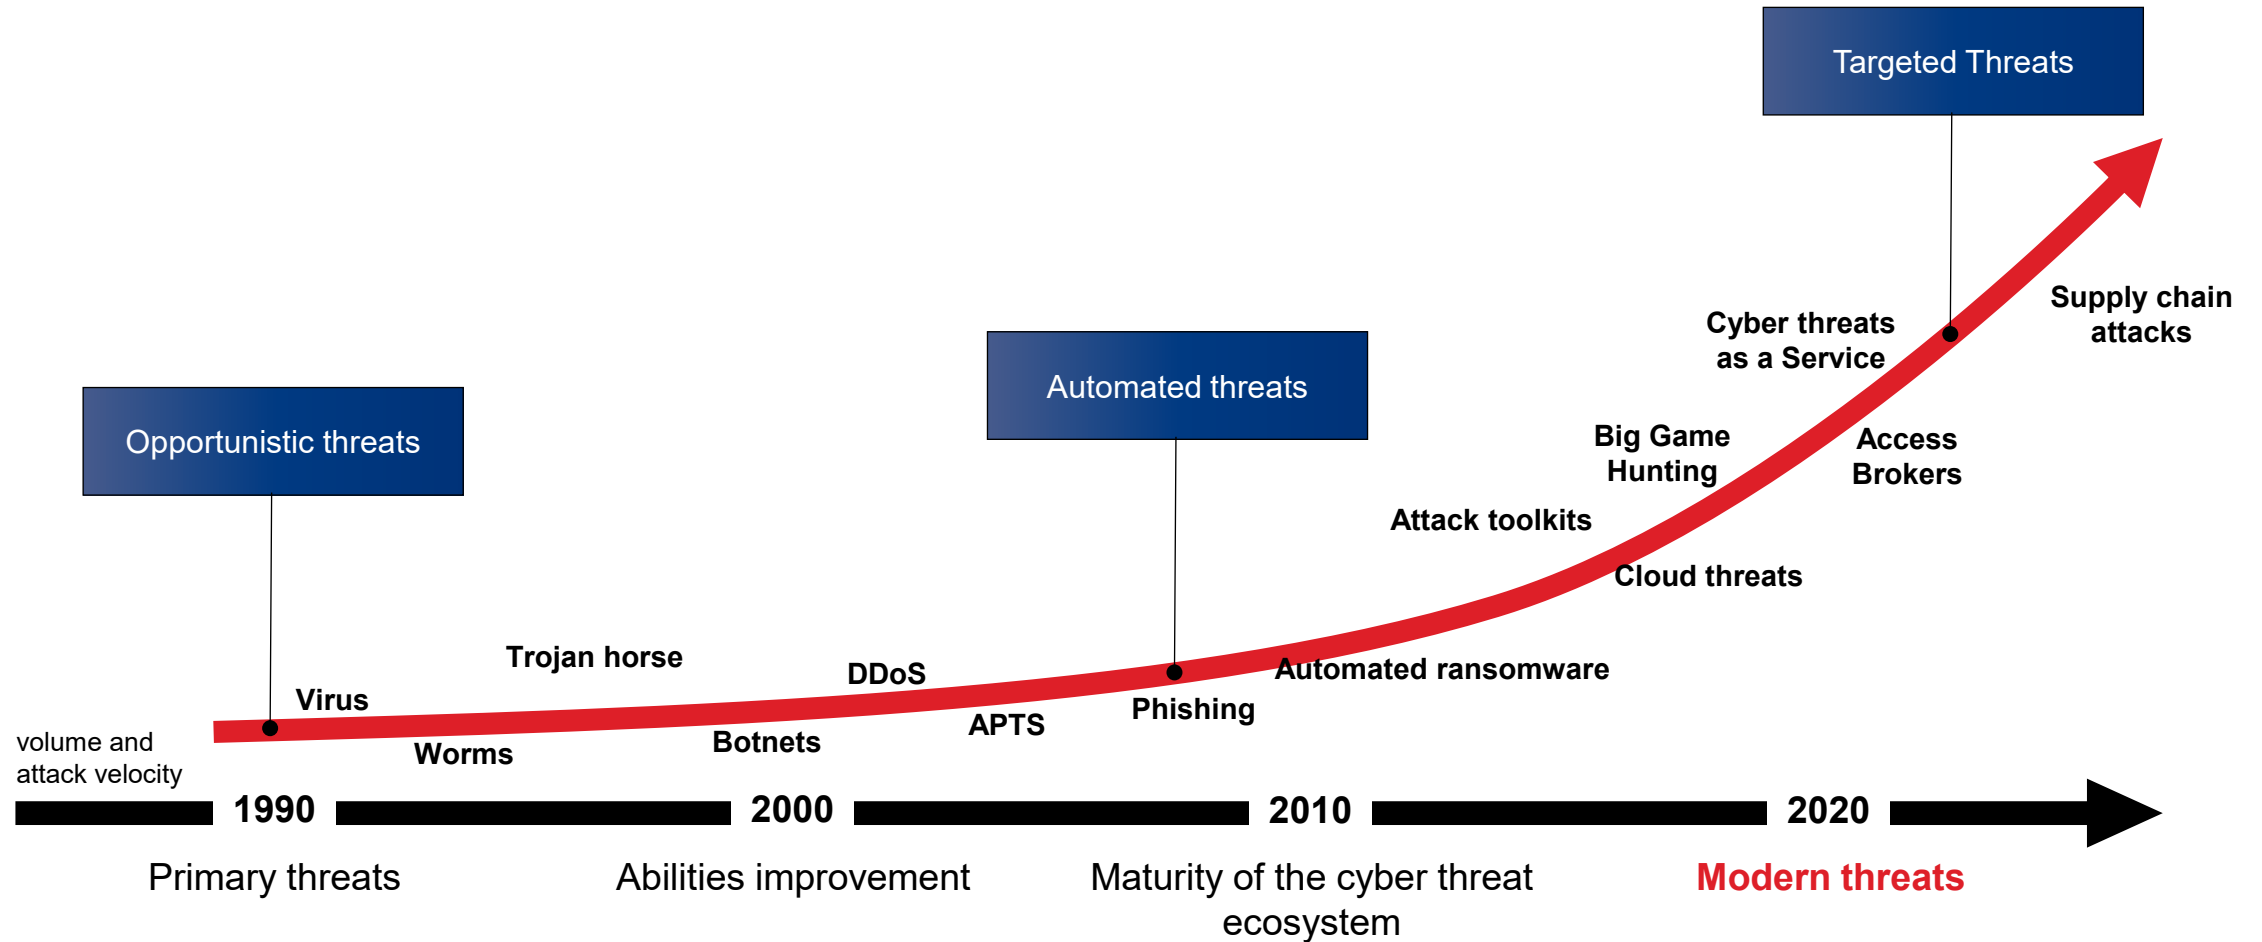 Targeted Threats
Supply chain
attacks
Cyber threats
as a Service
Automated threats
Opportunistic threats
Big Game
Hunting
Access
Brokers
Attack toolkits
Cloud threats
Trojan horse
DDoS
Automated ransomware
Virus
Phishing
APTS
Botnets
Worms
volume and
attack velocity
1990
2000
2010
2020
Primary threats
Abilities improvement
Maturity of the cyber threat
ecosystem
Modern threats